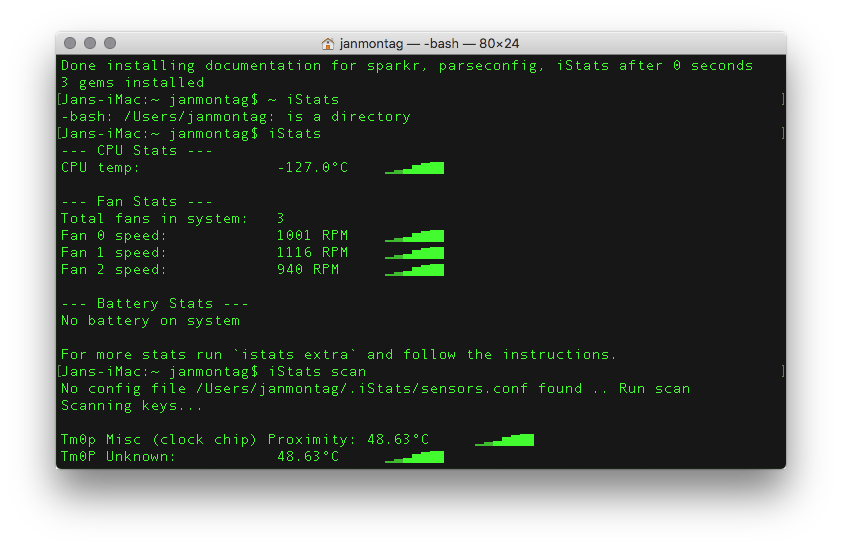 janmontag — -bash — 80×24
Done installing documentation for sparkr, parseconfig, iStats after 0 seconds
3 gems installed
[Jans-iMac:~ janmontag$ ~ iStats ]
-bash: /Users/janmontag: is a directory
[Jans-iMac:~ janmontag$ iStats ]
--- CPU Stats ---
CPU temp: -127.0°C
--- Fan Stats ---
Total fans in system: 3
Fan 0 speed: 1001 RPM
Fan 1 speed: 1116 RPM
Fan 2 speed: 940 RPM
--- Battery Stats ---
No battery on system
For more stats run `istats extra` and follow the instructions.
[Jans-iMac:~ janmontag$ iStats scan ]
No config file /Users/janmontag/.iStats/sensors.conf found .. Run scan
Scanning keys...
Tm0p Misc (clock chip) Proximity: 48.63°C
Tm0P Unknown: 48.63°C